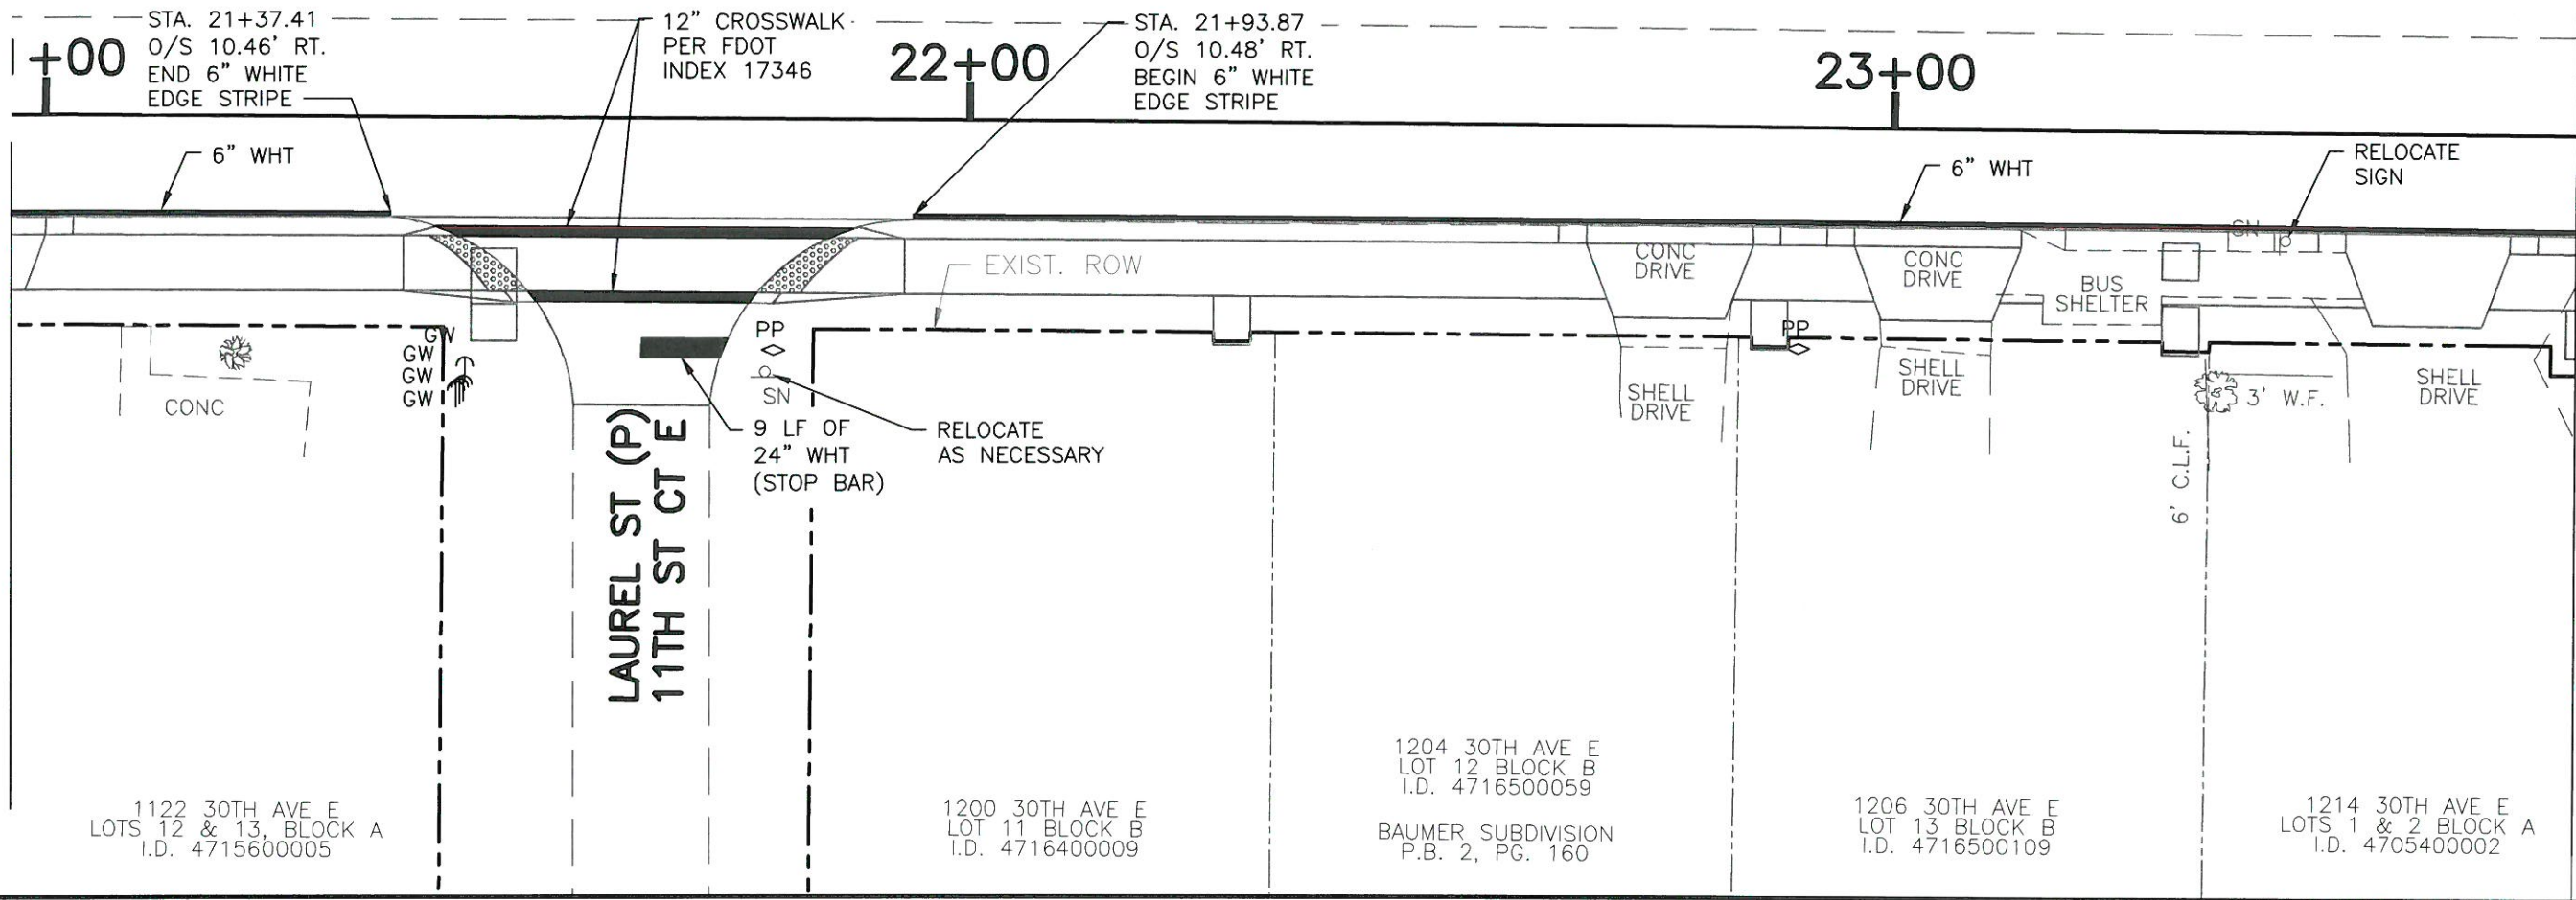 STA. 21+37.41
O/S 10.46' RT.
END 6" WHITE
EDGE STRIPE
12" CROSSWALK
PER FDOT
INDEX 17346
STA. 21+93.87
O/S 10.48' RT.
BEGIN 6" WHITE
EDGE STRIPE
+00
22+00
23+00
6" WHT
6" WHT
RELOCATE
SIGN
SN
EXIST. ROW
CONC
DRIVE
CONC
DRIVE
BUS
SHELTER
GW
GW
GW
GW
CONC
PP
SN
PP
SHELL
DRIVE
SHELL
DRIVE
3' W.F.
SHELL
DRIVE
6' C.L.F.
9 LF OF
24" WHT
(STOP BAR)
RELOCATE
AS NECESSARY
LAUREL ST (P)
11TH ST CT E
1122 30TH AVE E
LOTS 12 & 13, BLOCK A
I.D. 4715600005
1200 30TH AVE E
LOT 11 BLOCK B
I.D. 4716400009
1204 30TH AVE E
LOT 12 BLOCK B
I.D. 4716500059
BAUMER SUBDIVISION
P.B. 2, PG. 160
1206 30TH AVE E
LOT 13 BLOCK B
I.D. 4716500109
1214 30TH AVE E
LOTS 1 & 2 BLOCK A
I.D. 4705400002